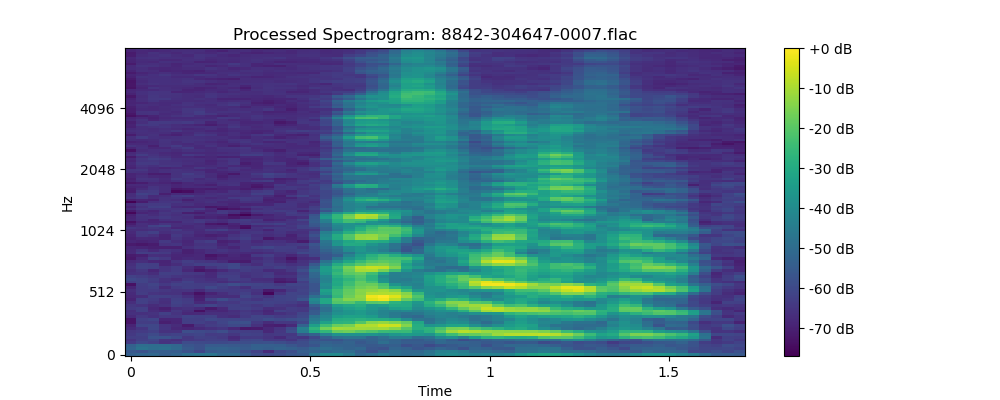 Processed Spectrogram: 8842-304647-0007.flac
+0 dB
-10 dB
-20 dB
-30 dB
-40 dB
-50 dB
-60 dB
-70 dB
Hz
4096
2048
1024
512
0
0 0.5 1 1.5
Time